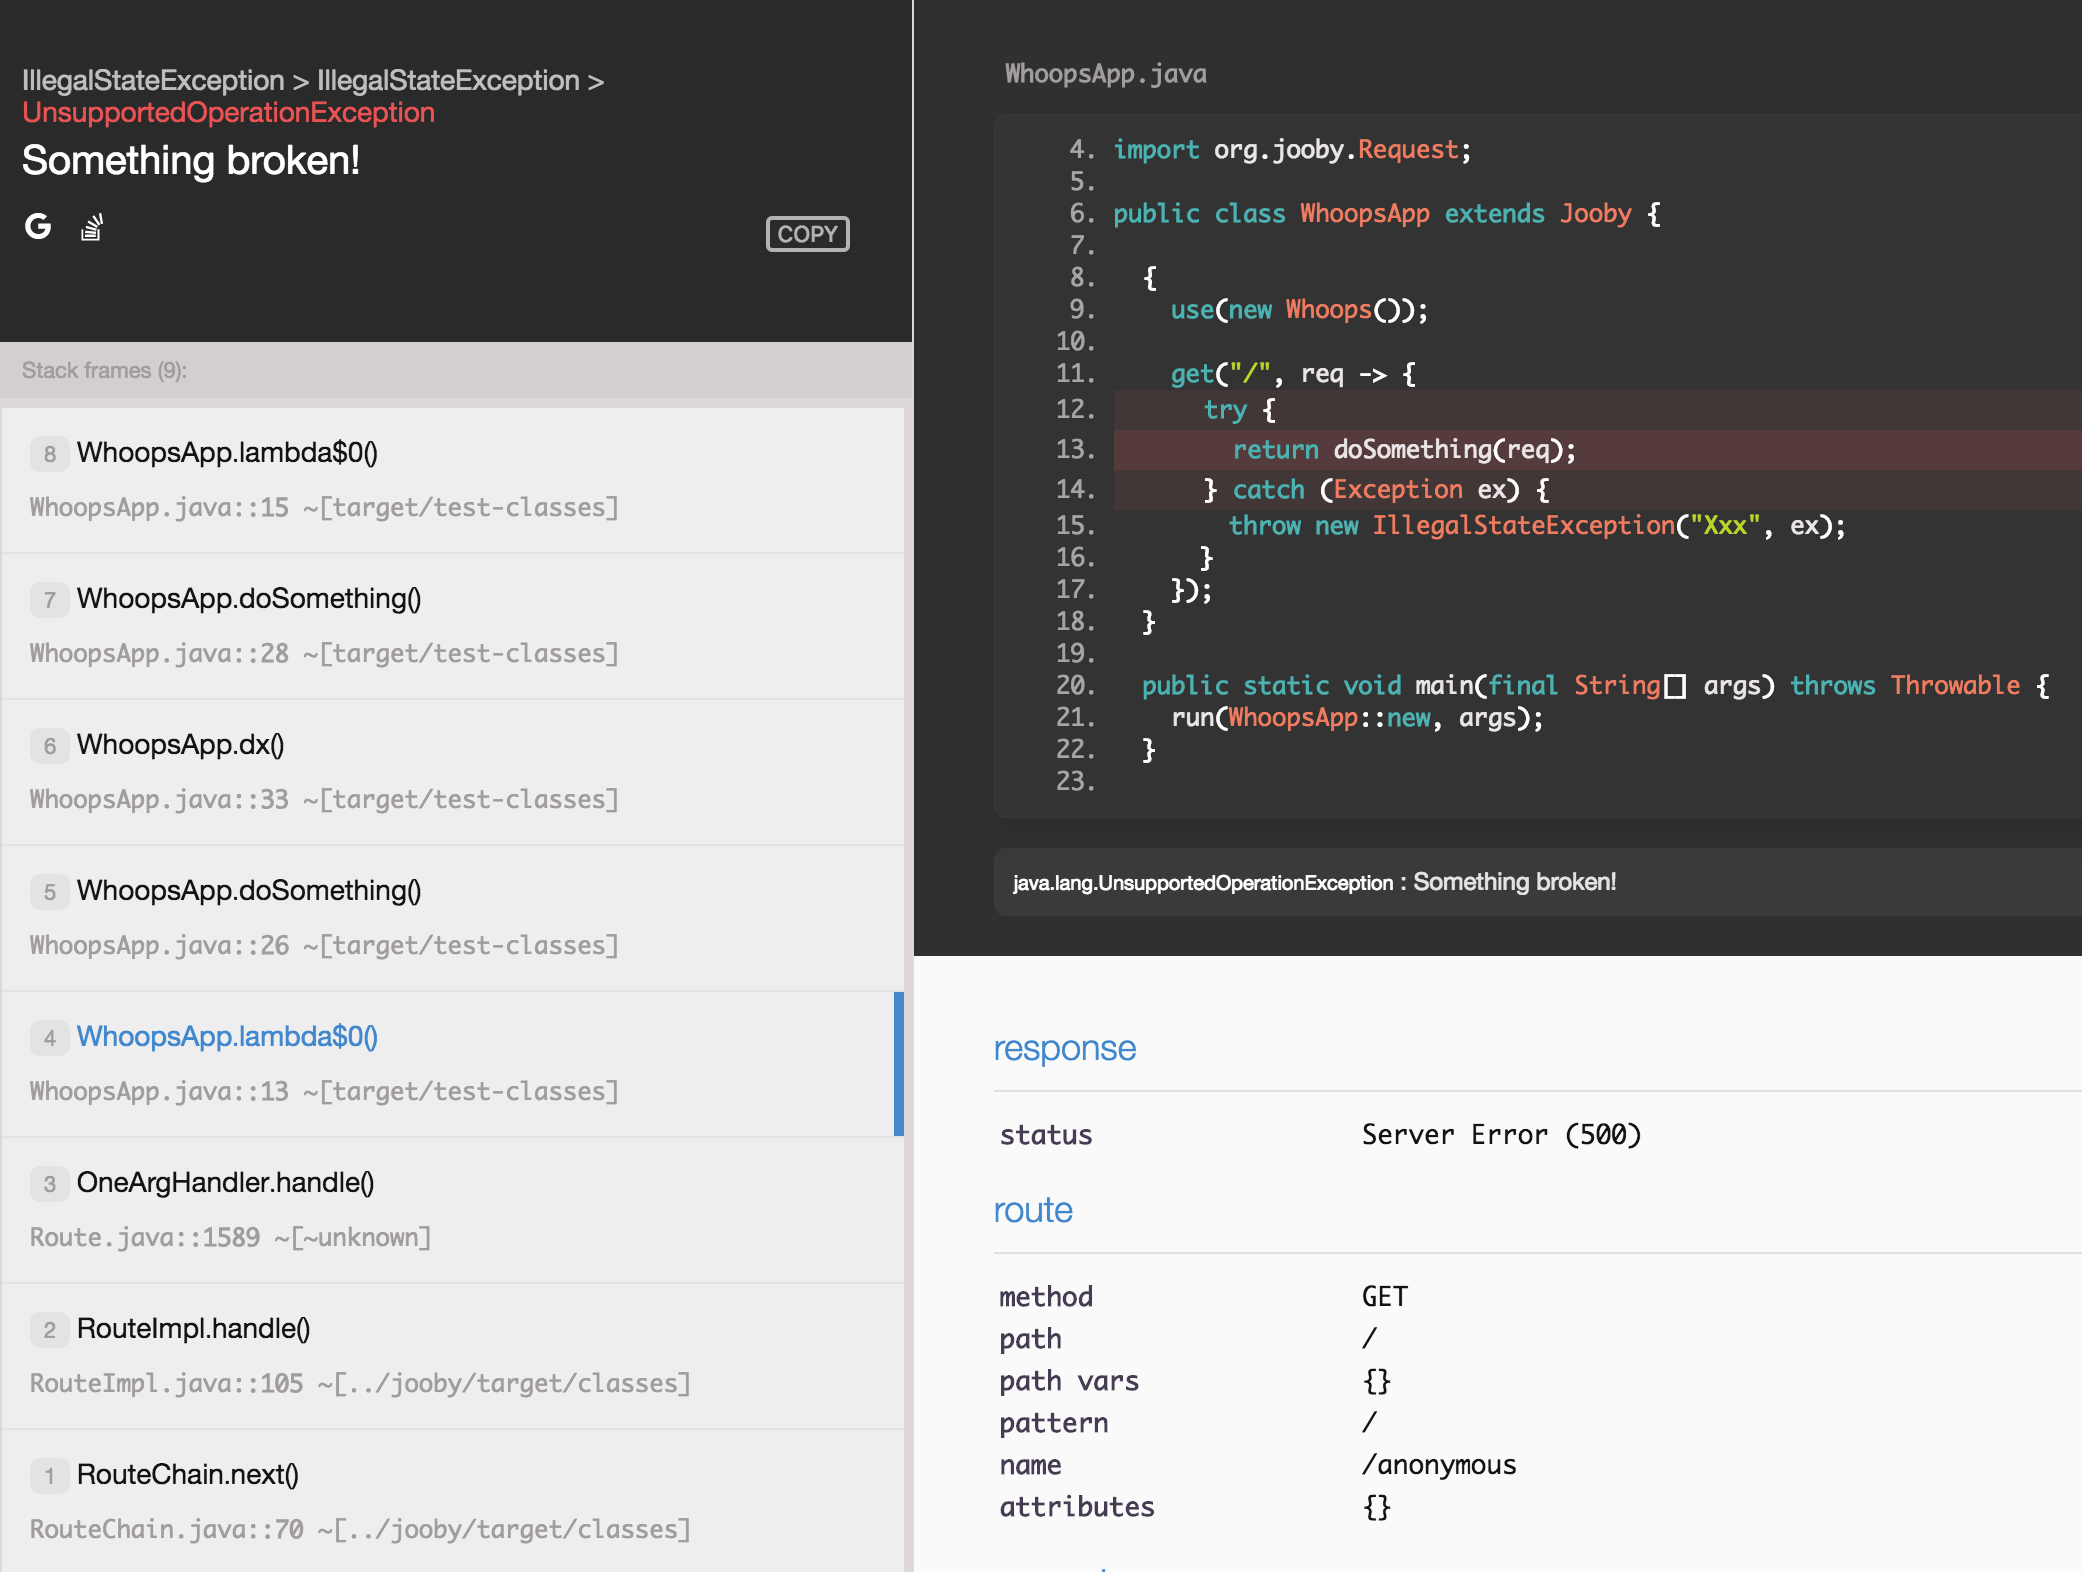 IllegalStateException > IllegalStateException >
UnsupportedOperationException
Something broken!
G
COPY
Stack frames (9):
8 WhoopsApp.lambda$0()
WhoopsApp.java::15 ~[target/test-classes]
7 WhoopsApp.doSomething()
WhoopsApp.java::28 ~[target/test-classes]
6 WhoopsApp.dx()
WhoopsApp.java::33 ~[target/test-classes]
5 WhoopsApp.doSomething()
WhoopsApp.java::26 ~[target/test-classes]
4 WhoopsApp.lambda$0()
WhoopsApp.java::13 ~[target/test-classes]
3 OneArgHandler.handle()
Route.java::1589 ~[~unknown]
2 RouteImpl.handle()
RouteImpl.java::105 ~[../jooby/target/classes]
1 RouteChain.next()
RouteChain.java::70 ~[../jooby/target/classes]
WhoopsApp.java
4. import org.jooby.Request;
5.
6. public class WhoopsApp extends Jooby {
7.
8. {
9. use(new Whoops());
10.
11. get("/", req -> {
12. try {
13. return doSomething(req);
14. } catch (Exception ex) {
15. throw new IllegalStateException("Xxx", ex);
16. }
17. });
18. }
19.
20. public static void main(final String[] args) throws Throwable {
21. run(WhoopsApp::new, args);
22. }
23.
java.lang.UnsupportedOperationException : Something broken!
response
status Server Error (500)
route
method GET
path /
path vars {}
pattern /
name /anonymous
attributes {}